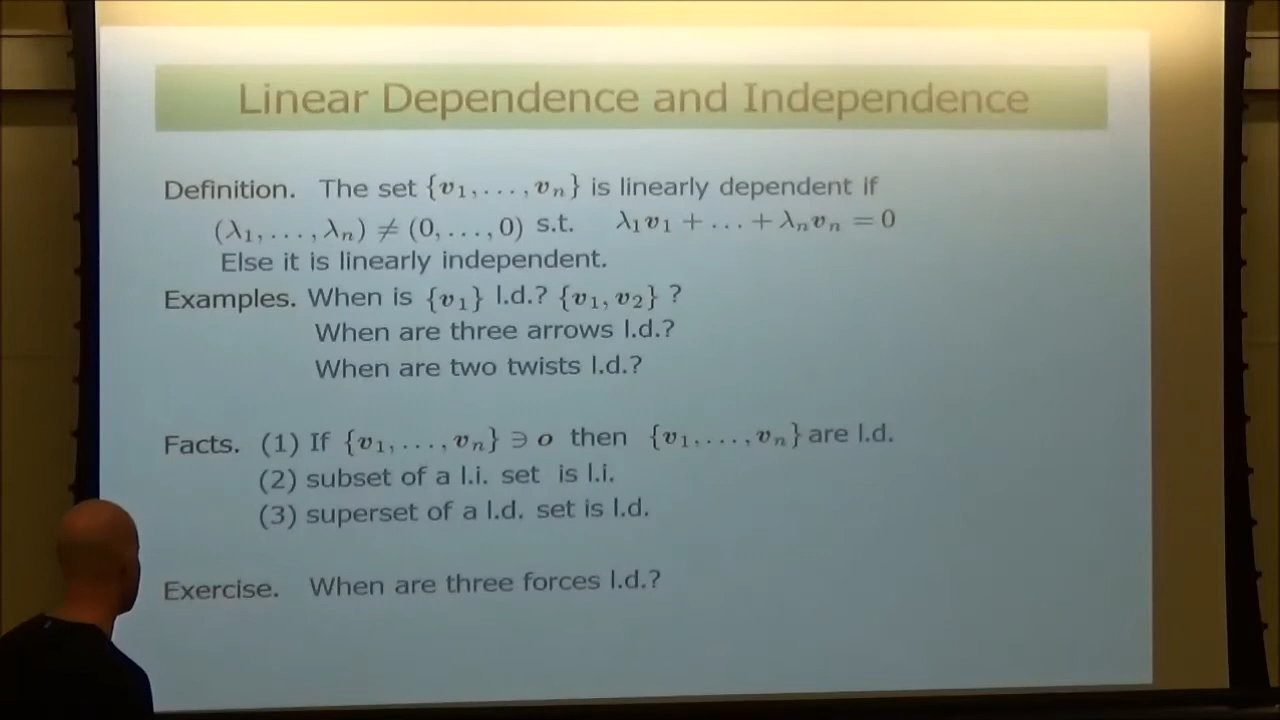 Linear Dependence and Independence
Definition. The set {v₁, . . . , vₙ} is linearly dependent if
(λ₁, . . . , λₙ) ≠ (0, . . . , 0) s.t. λ₁v₁ + . . . + λₙvₙ = 0
Else it is linearly independent.
Examples. When is {v₁} l.d.? {v₁, v₂} ?
When are three arrows l.d.?
When are two twists l.d.?
Facts. (1) If {v₁, . . . , vₙ} ∋ o then {v₁, . . . , vₙ} are l.d.
(2) subset of a l.i. set is l.i.
(3) superset of a l.d. set is l.d.
Exercise. When are three forces l.d.?